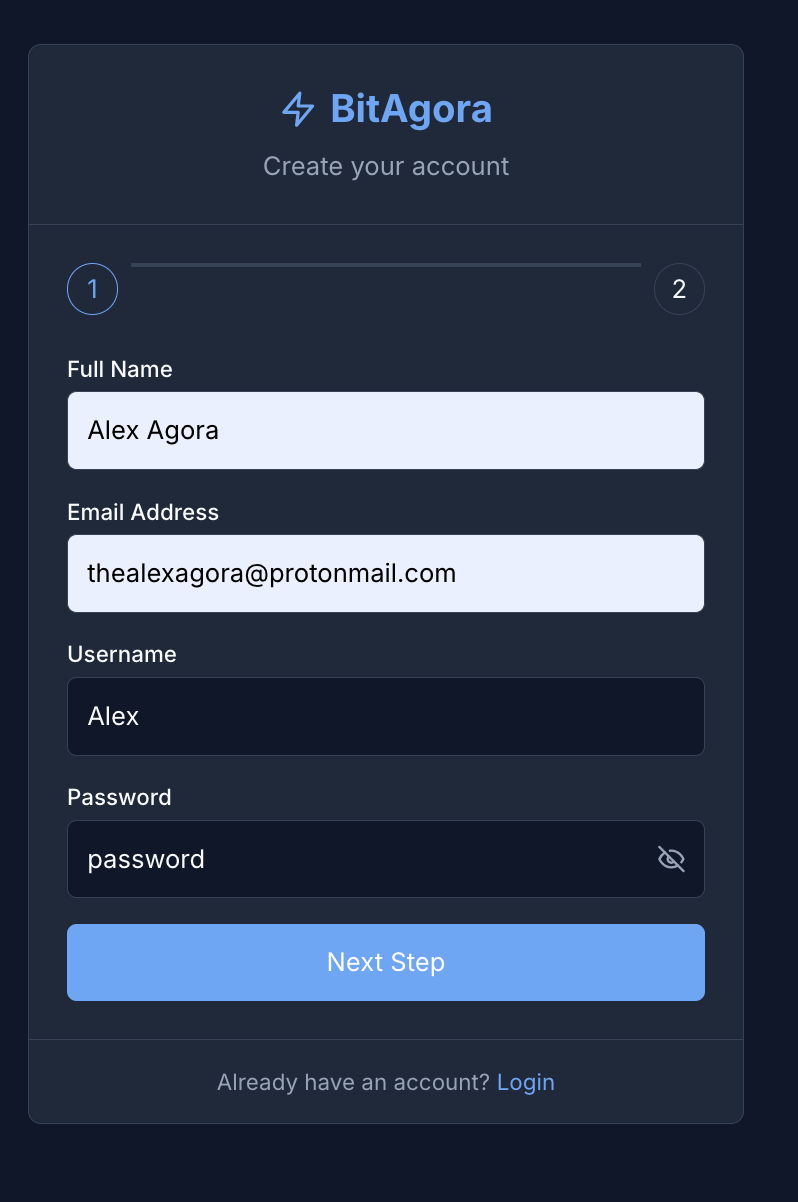 BitAgora
Create your account
1
2
Full Name
Alex Agora
Email Address
thealexagora@protonmail.com
Username
Alex
Password
password
Next Step
Already have an account? Login